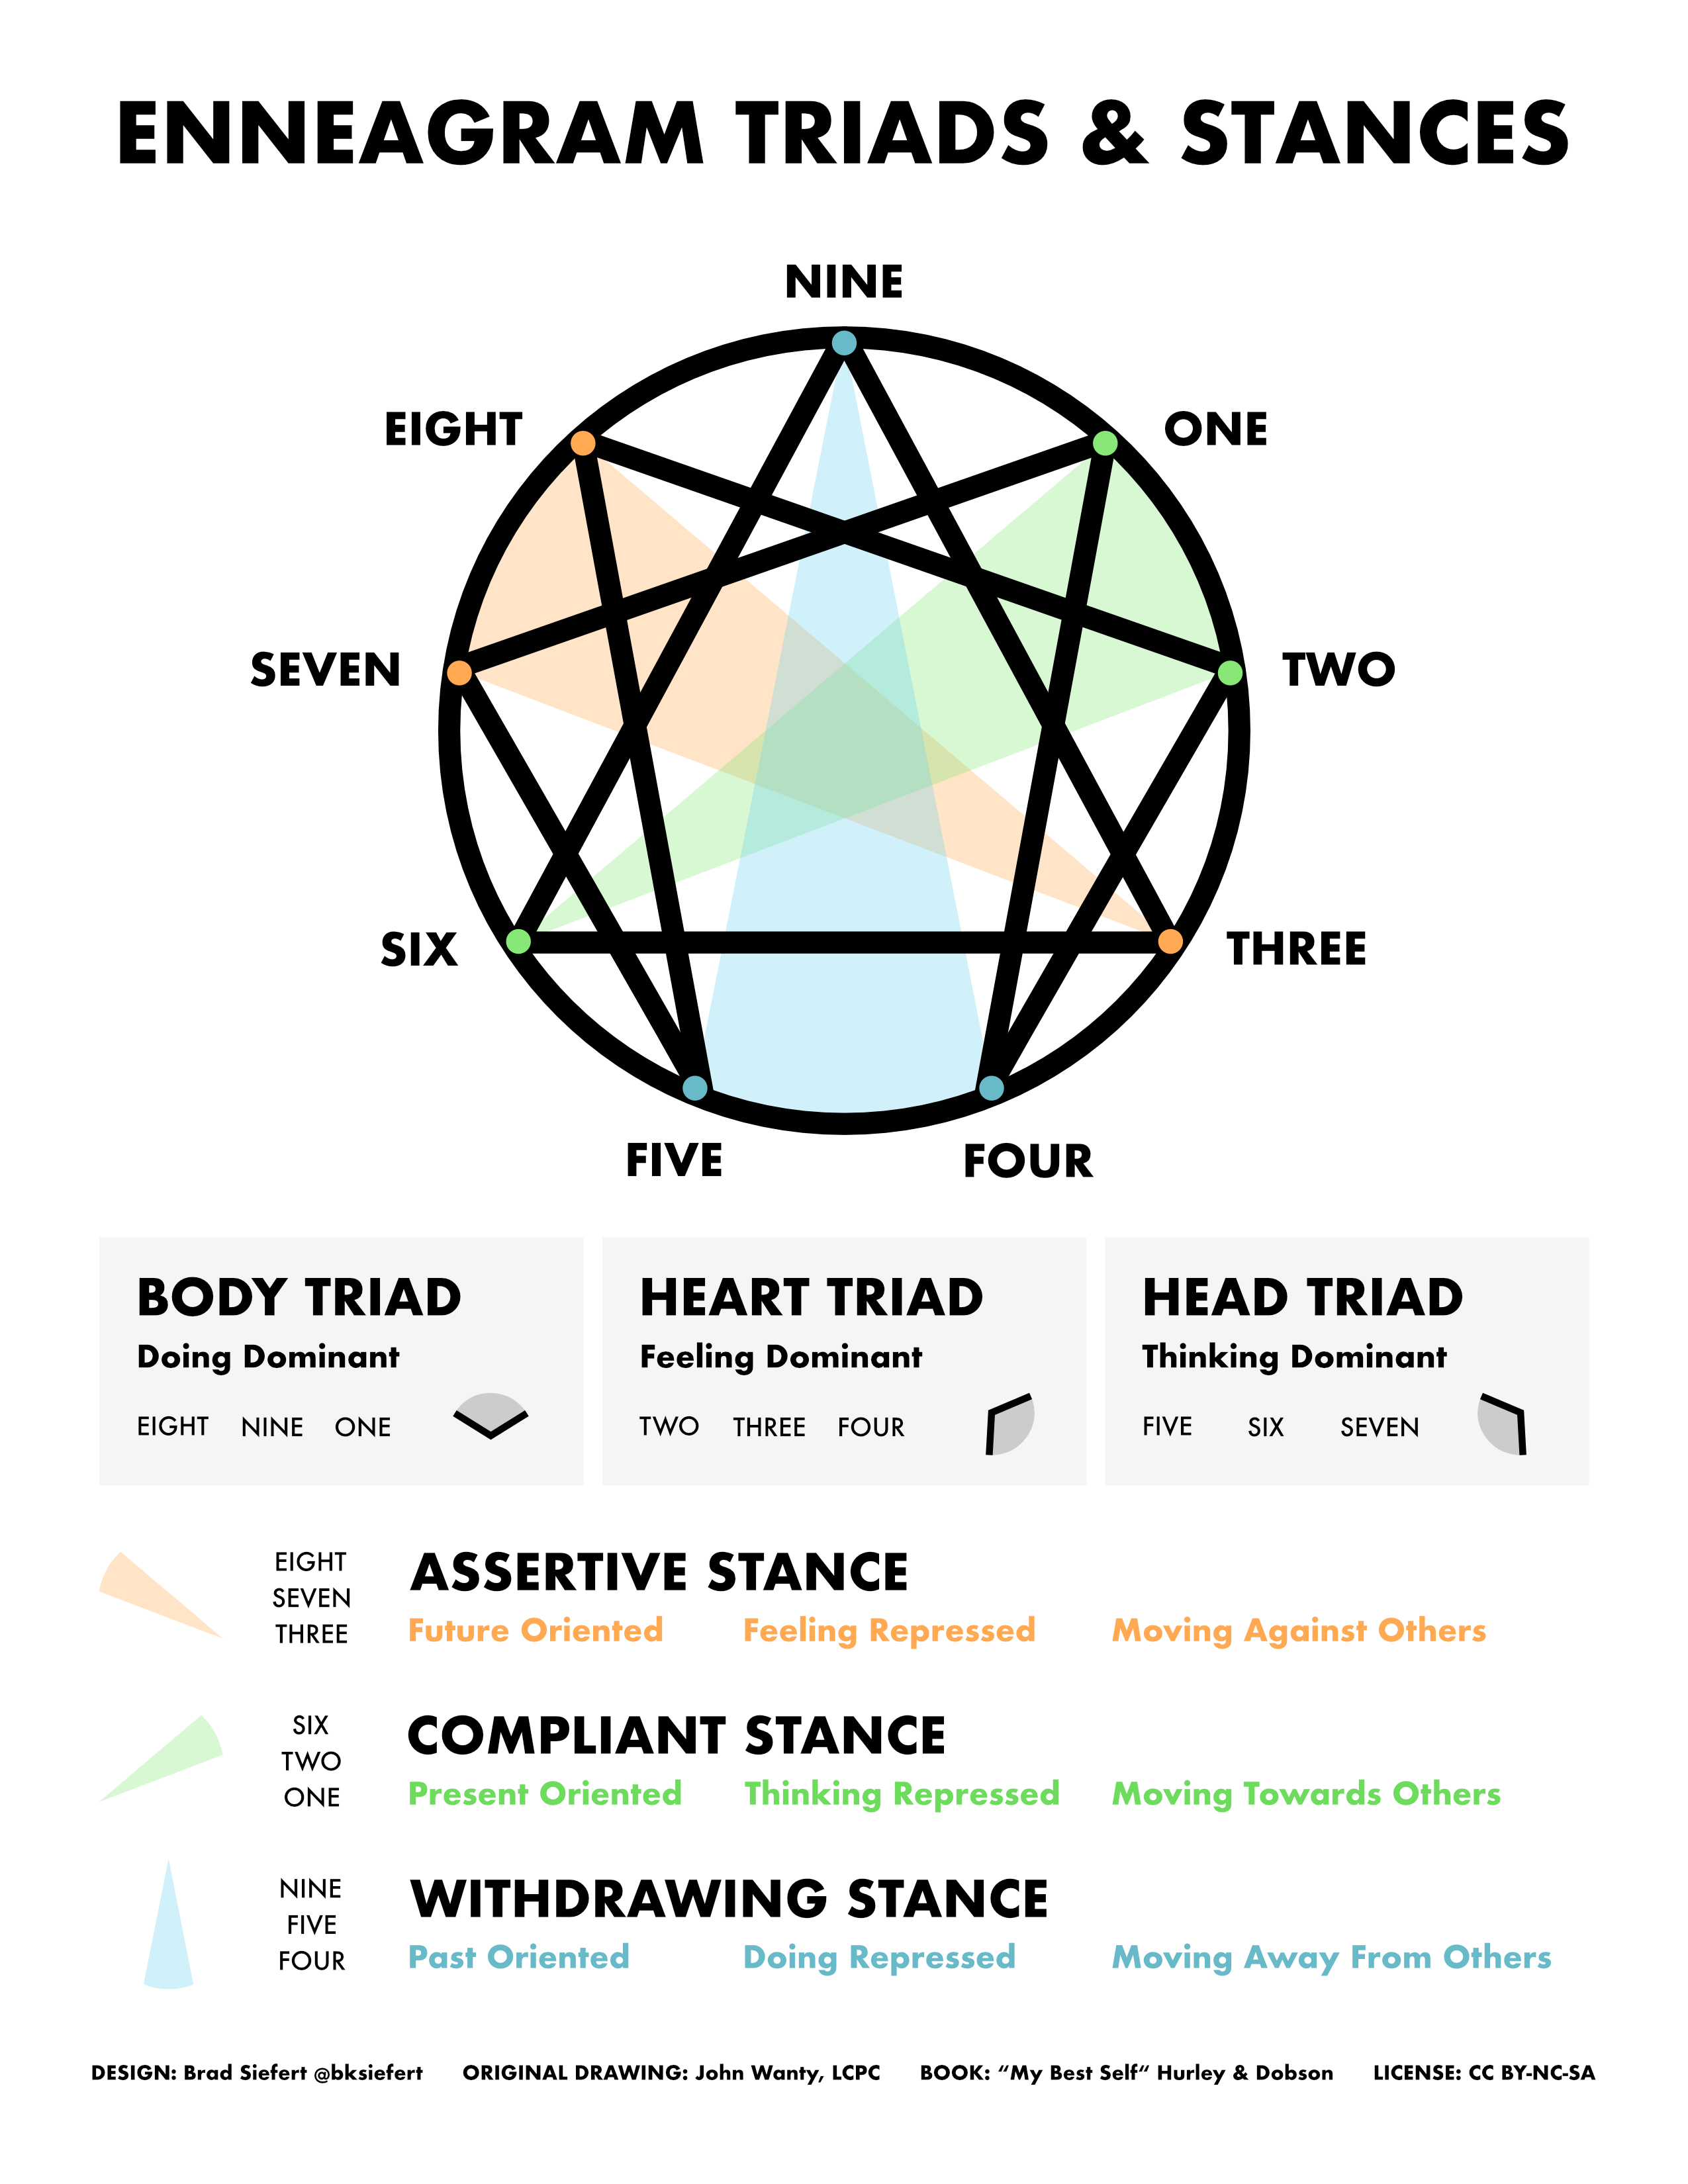 ENNEAGRAM TRIADS & STANCES
NINE
EIGHT
ONE
SEVEN
TWO
SIX
THREE
FIVE
FOUR
BODY TRIAD
Doing Dominant
EIGHT NINE ONE
HEART TRIAD
Feeling Dominant
TWO THREE FOUR
HEAD TRIAD
Thinking Dominant
FIVE SIX SEVEN
EIGHT
SEVEN
THREE
ASSERTIVE STANCE
Future Oriented Feeling Repressed Moving Against Others
SIX
TWO
ONE
COMPLIANT STANCE
Present Oriented Thinking Repressed Moving Towards Others
NINE
FIVE
FOUR
WITHDRAWING STANCE
Past Oriented Doing Repressed Moving Away From Others
DESIGN: Brad Siefert @bksiefert ORIGINAL DRAWING: John Wanty, LCPC BOOK: “My Best Self“ Hurley & Dobson LICENSE: CC BY-NC-SA